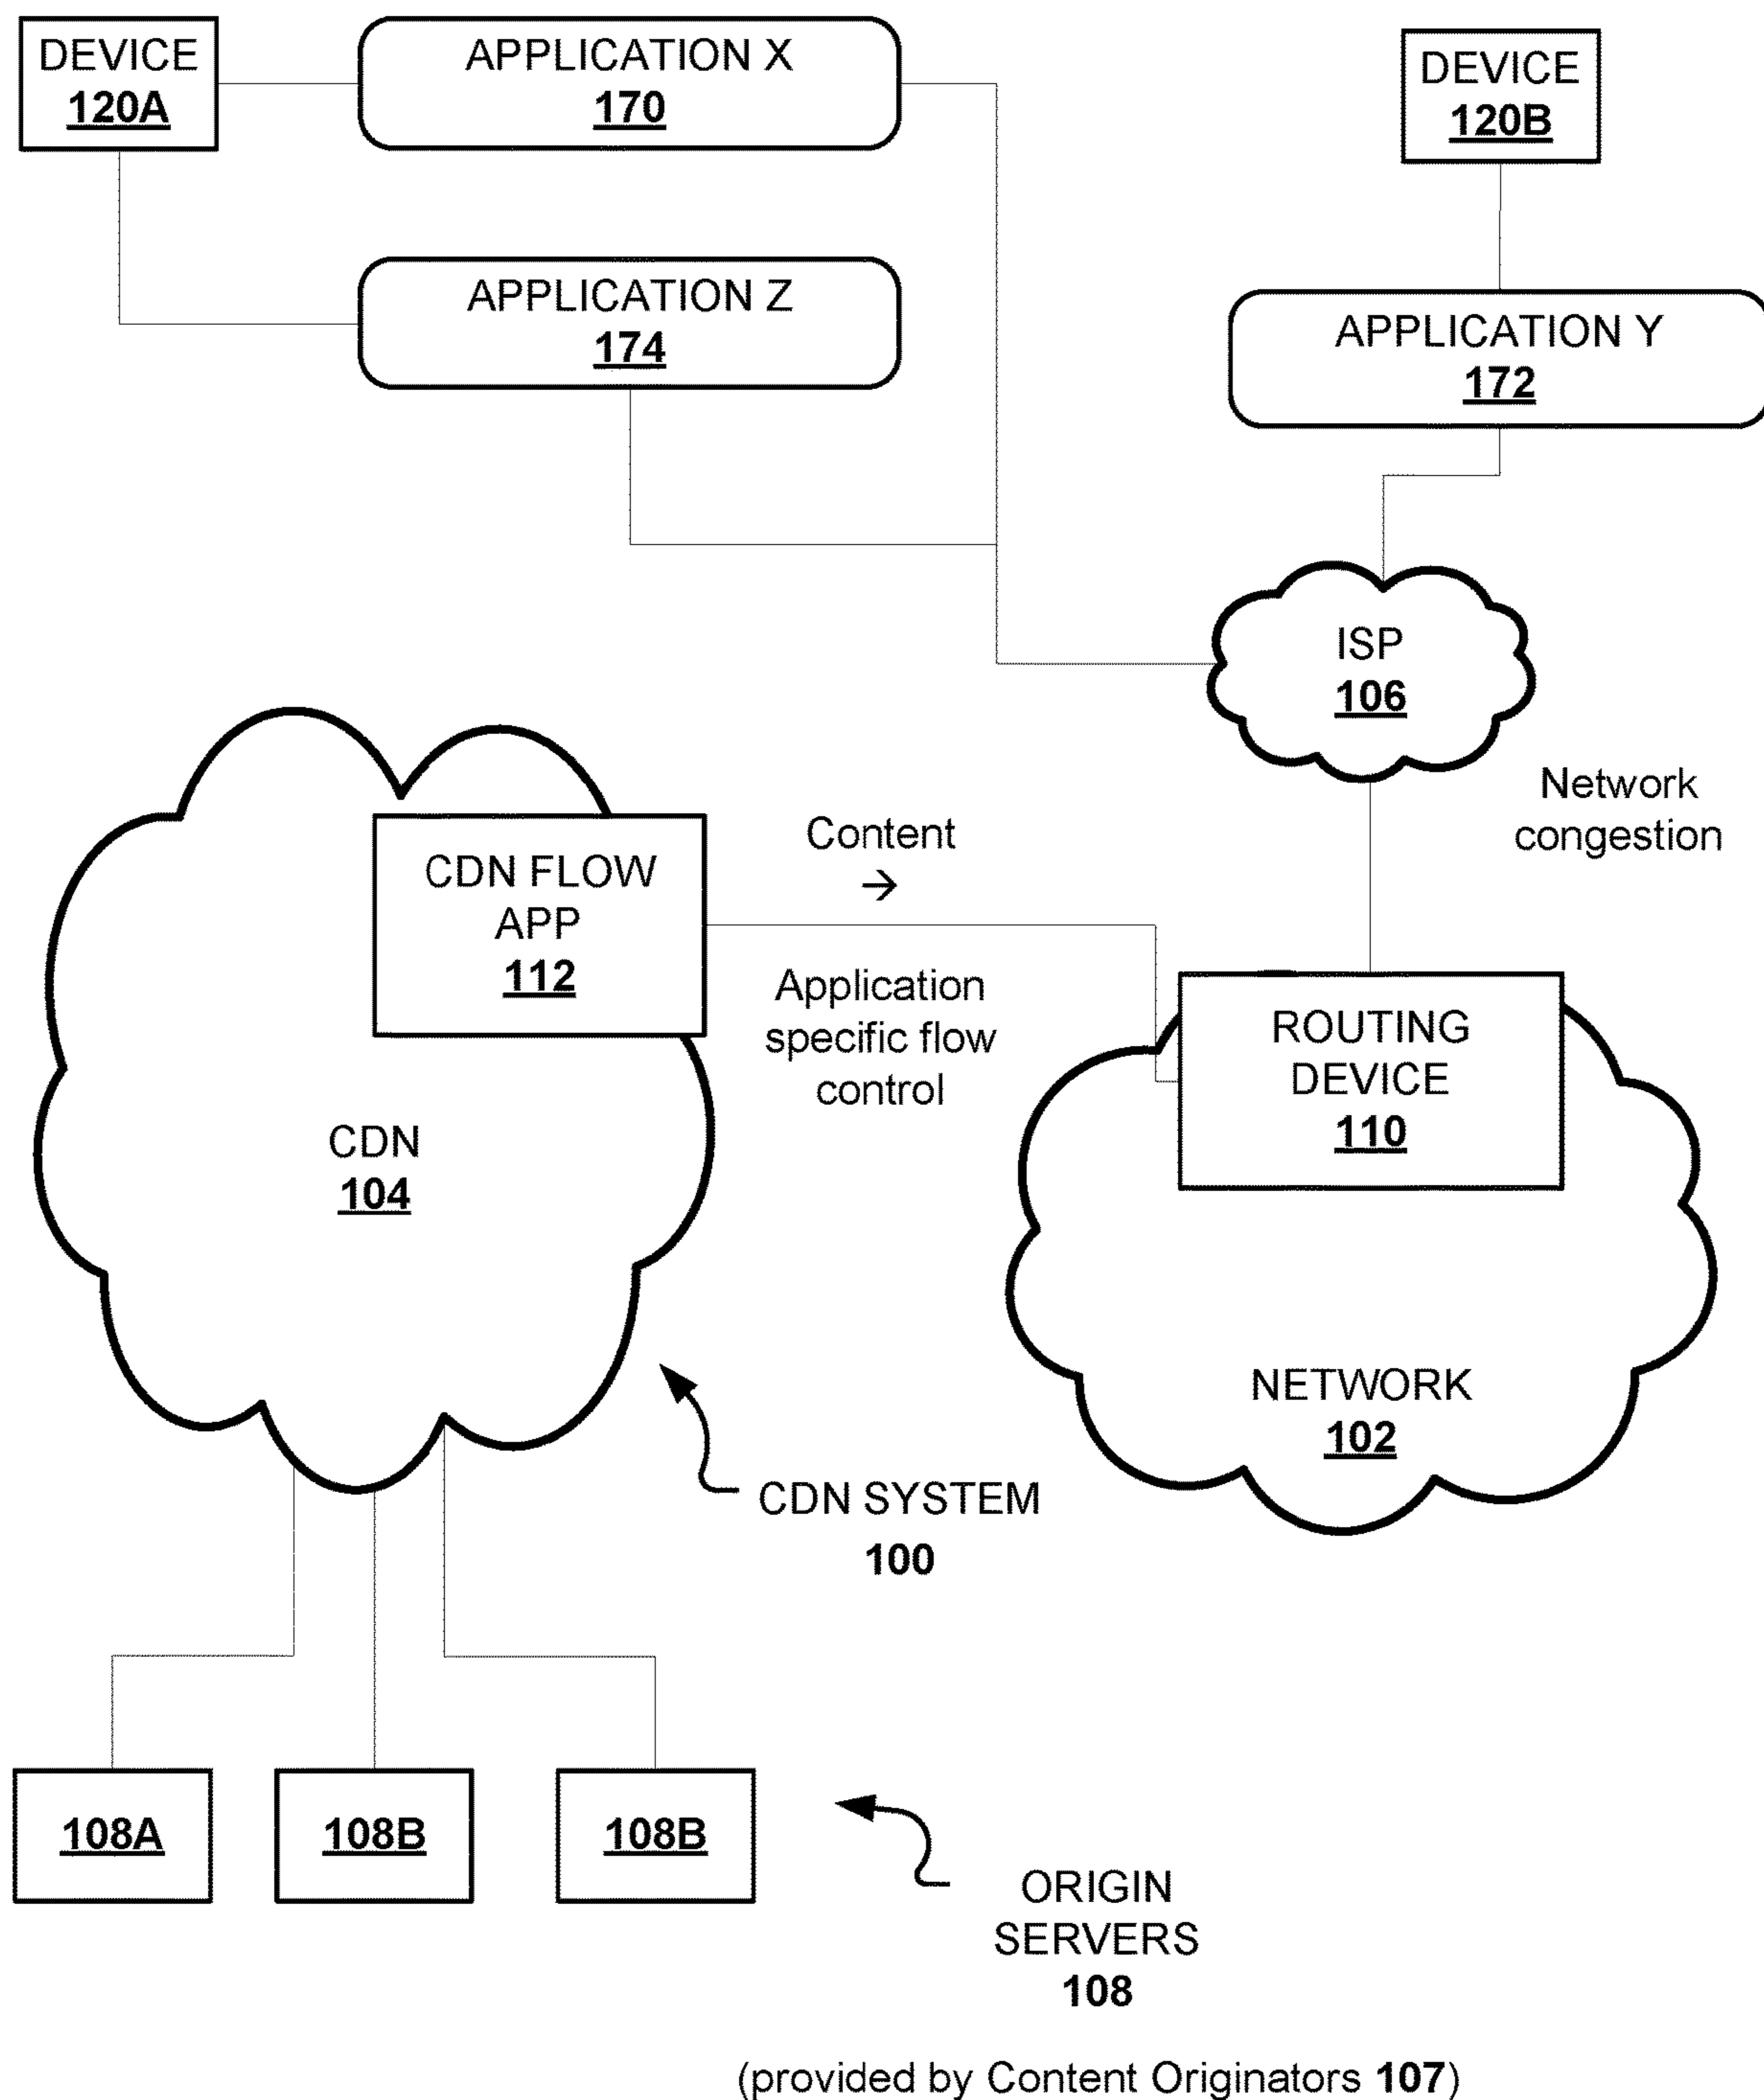 DEVICE
120A
APPLICATION X
170
DEVICE
120B
APPLICATION Z
174
APPLICATION Y
172
ISP
106
Network
congestion
CDN FLOW
APP
112
Content
→
Application
specific flow
control
ROUTING
DEVICE
110
CDN
104
NETWORK
102
CDN SYSTEM
100
108A
108B
108B
ORIGIN
SERVERS
108
(provided by Content Originators 107)